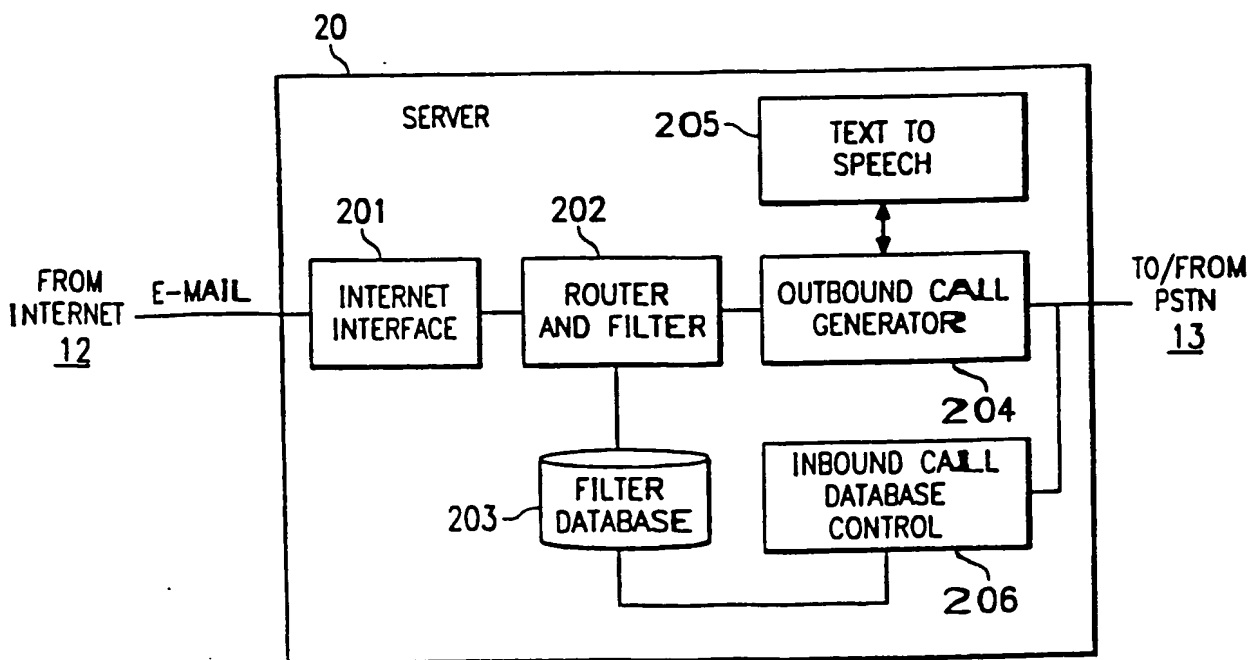 20
SERVER
205
TEXT TO
SPEECH
201
202
FROM
INTERNET
12
E-MAIL
INTERNET
INTERFACE
ROUTER
AND FILTER
OUTBOUND CALL
GENERATOR
204
TO/FROM
PSTN
13
203
FILTER
DATABASE
INBOUND CALL
DATABASE
CONTROL
206